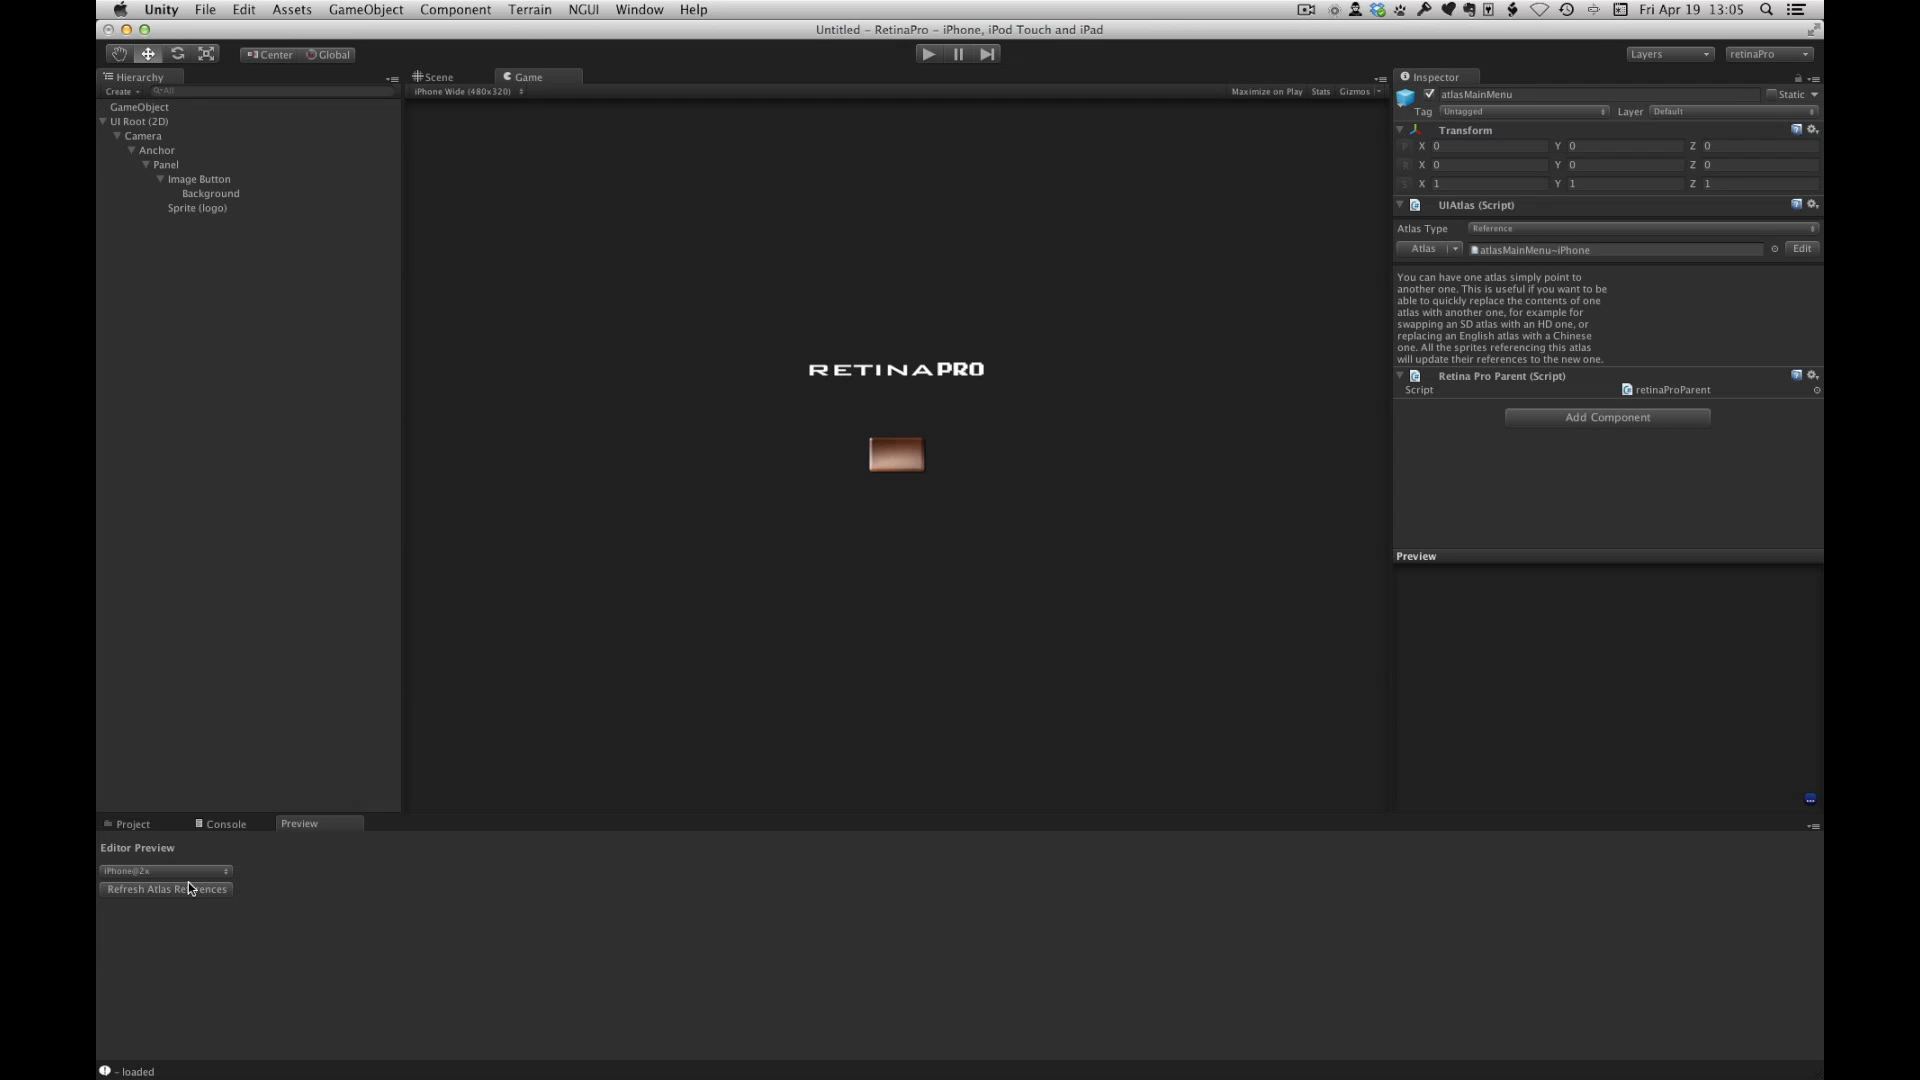 Unity File Edit Assets GameObject Component Terrain NGUI Window Help Fri Apr 19 13:05
Untitled – RetinaPro – iPhone, iPod Touch and iPad
Center Global Layers retinaPro
Hierarchy Scene Game Inspector
Create All iPhone Wide (480x320) Maximize on Play Stats Gizmos atlasMainMenu Static
GameObject Tag Untagged Layer Default
UI Root (2D) Transform
Camera X 0 Y 0 Z 0
Anchor X 0 Y 0 Z 0
Panel X 1 Y 1 Z 1
Image Button
Background
Sprite (logo)
UIAtlas (Script)
Atlas Type Reference
Atlas atlasMainMenu~iPhone Edit
You can have one atlas simply point to
another one. This is useful if you want to be
able to quickly replace the contents of one
atlas with another one, for example for
swapping an SD atlas with an HD one, or
replacing an English atlas with a Chinese
one. All the sprites referencing this atlas
will update their references to the new one.
RETINAPRO
Retina Pro Parent (Script)
Script retinaProParent
Add Component
Preview
Project Console Preview
Editor Preview
iPhone@2x
Refresh Atlas References
- loaded